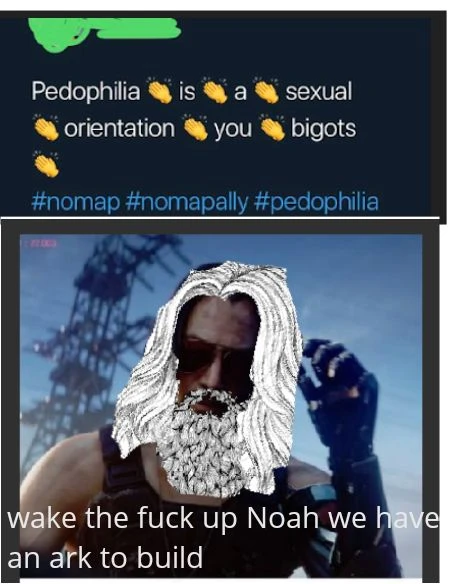 Pedophilia 👏 is 👏 a 👏 sexual
👏 orientation 👏 you 👏 bigots
👏
#nomap #nomapally #pedophilia
wake the fuck up Noah we have
an ark to build